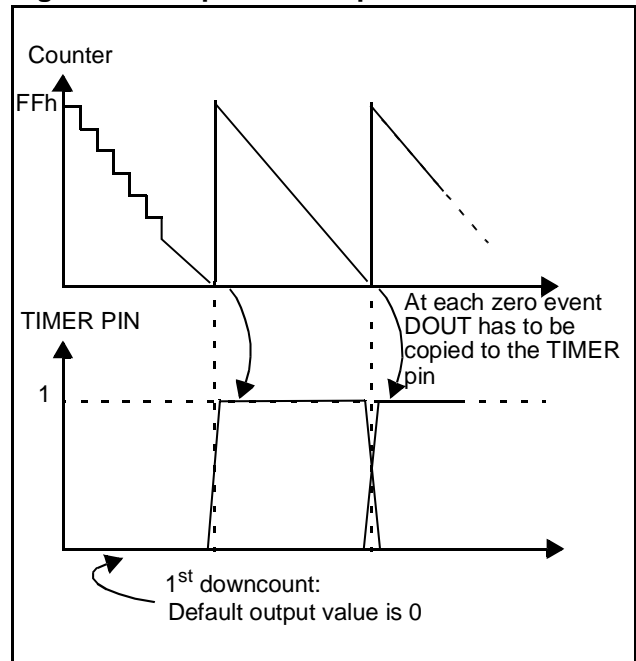 Counter
FFh
At each zero event
DOUT has to be
copied to the TIMER
pin
TIMER PIN
1
1st downcount:
Default output value is 0